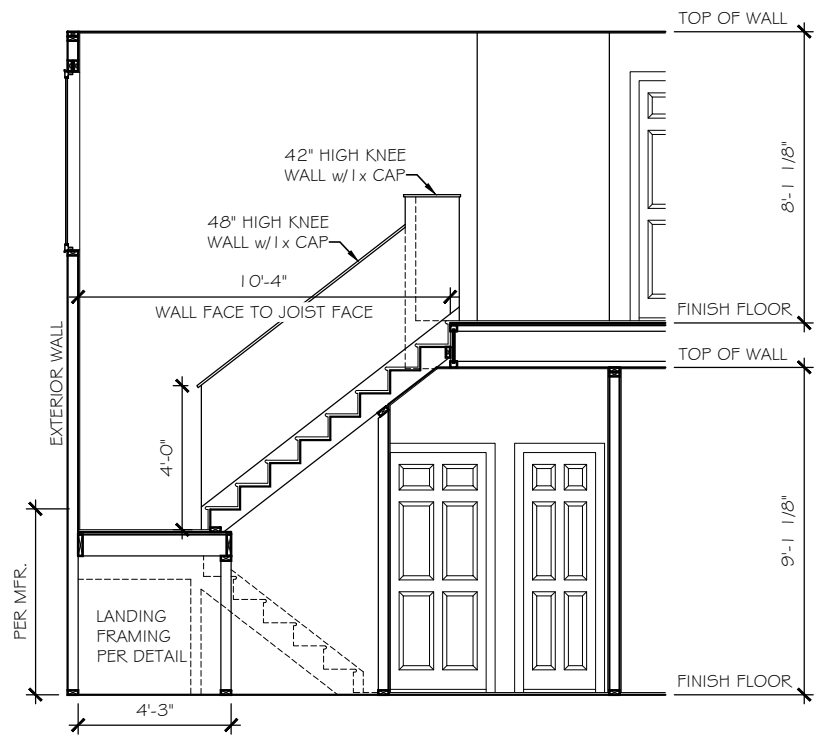 TOP OF WALL
42" HIGH KNEE
WALL w/1x CAP
48" HIGH KNEE
WALL w/1x CAP
8'-1 1/8"
10'-4"
WALL FACE TO JOIST FACE
FINISH FLOOR
TOP OF WALL
EXTERIOR WALL
4'-0"
9'-1 1/8"
PER MFR.
LANDING
FRAMING
PER DETAIL
FINISH FLOOR
4'-3"